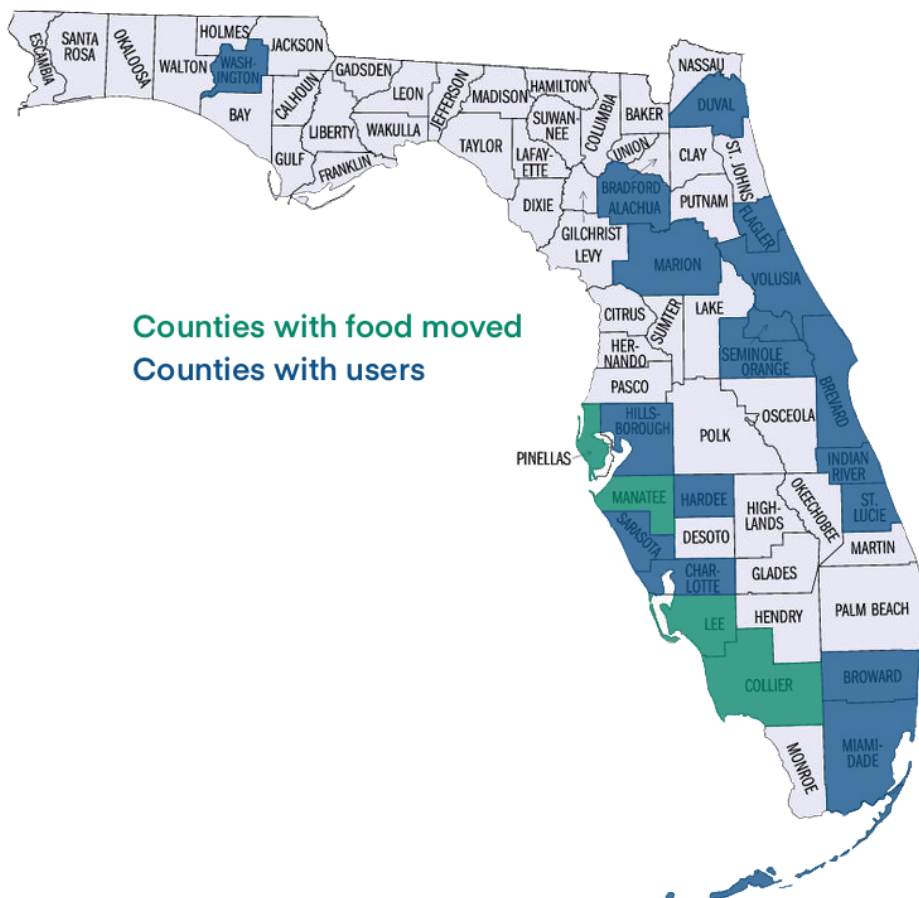 HOLMES
JACKSON
ESCAMBIA
SANTA
ROSA
OKALOOSA
WALTON
WASH-
INGTON
BAY
CALHOUN
GULF
LIBERTY
GADSDEN
FRANKLIN
WAKULLA
LEON
JEFFERSON
MADISON
TAYLOR
HAMILTON
SUWAN-
NEE
LAFAY-
ETTE
DIXIE
COLUMBIA
BAKER
NASSAU
DUVAL
UNION
BRADFORD
ALACHUA
CLAY
ST. JOHNS
PUTNAM
FLAGLER
GILCHRIST
LEVY
MARION
VOLUSIA
Counties with food moved
Counties with users
CITRUS
SUMTER
LAKE
HER-
NANDO
SEMINOLE
ORANGE
PASCO
BREVARD
HILLS-
BOROUGH
POLK
OSCEOLA
PINELLAS
INDIAN
RIVER
MANATEE
HARDEE
HIGH-
LANDS
OKEECHOBEE
ST.
LUCIE
SARASOTA
DESOTO
MARTIN
CHAR-
LOTTE
GLADES
LEE
HENDRY
PALM BEACH
COLLIER
BROWARD
MONROE
MIAMI-
DADE